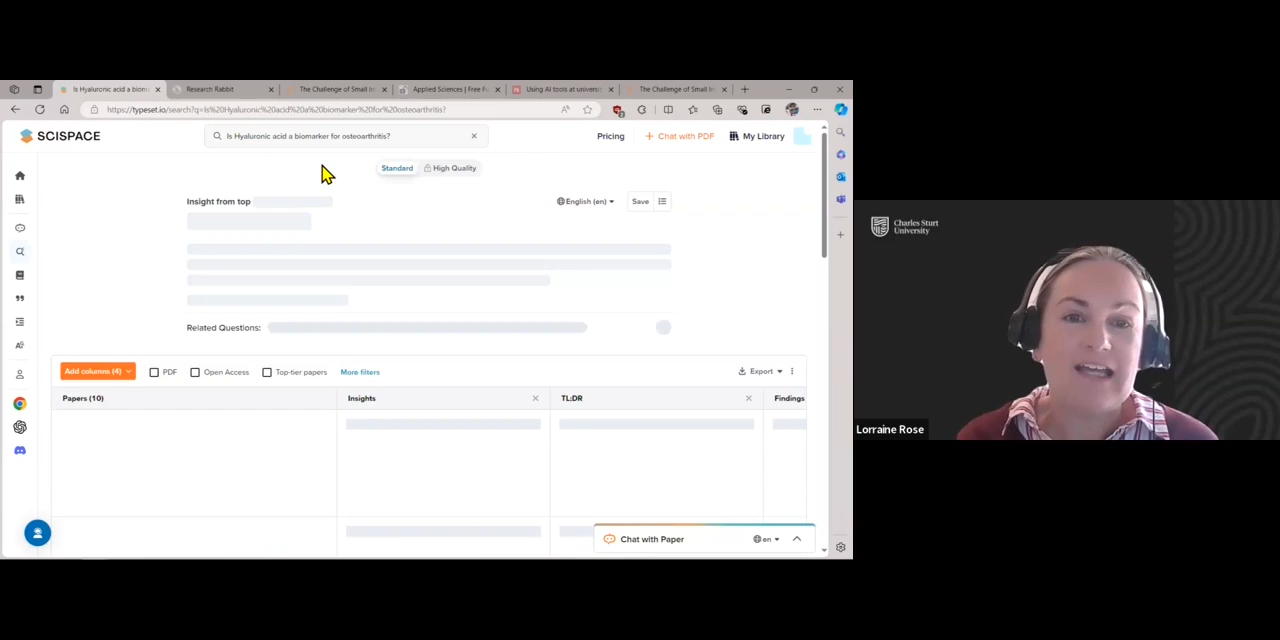 Is Hyaluronic acid a biom
Research Rabbit
The Challenge of Small In
Applied Sciences | Free Fu
Using AI tools at universi
The Challenge of Small In
https://typeset.io/search?q=Is%20Hyaluronic%20acid%20a%20biomarker%20for%20osteoarthritis?
SCISPACE
Is Hyaluronic acid a biomarker for osteoarthritis?
Pricing
Chat with PDF
My Library
Standard
High Quality
Insight from top
English (en)
Save
Related Questions:
Add columns (4)
PDF
Open Access
Top-tier papers
More filters
Export
Papers (10)
Insights
TL;DR
Findings
Chat with Paper
en
Charles Sturt
University
Lorraine Rose